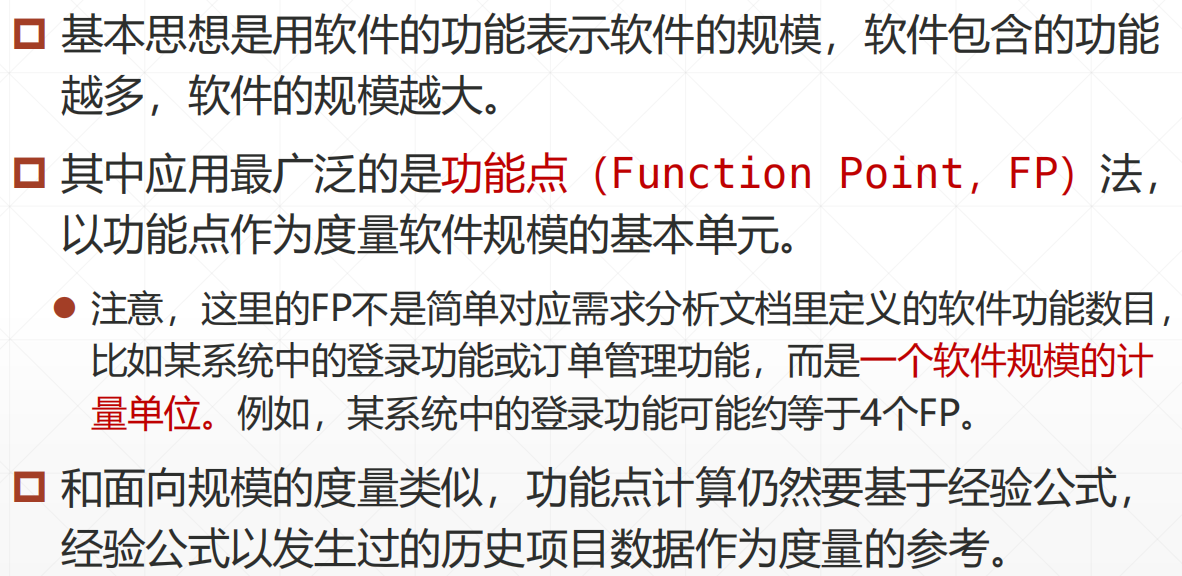 基本思想是用软件的功能表示软件的规模，软件包含的功能
越多，软件的规模越大。
其中应用最广泛的是功能点（Function Point, FP）法，
以功能点作为度量软件规模的基本单元。
注意，这里的FP不是简单对应需求分析文档里定义的软件功能数目，
比如某系统中的登录功能或订单管理功能，而是一个软件规模的计
量单位。例如，某系统中的登录功能可能约等于4个FP。
和面向规模的度量类似，功能点计算仍然要基于经验公式，
经验公式以发生过的历史项目数据作为度量的参考。